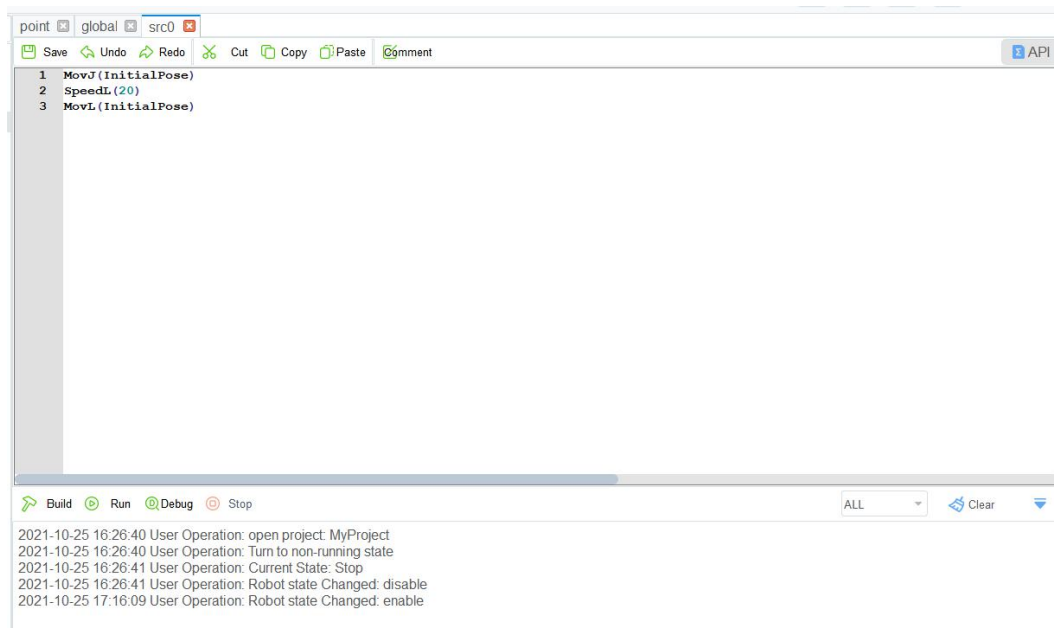 point global src0
Save Undo Redo Cut Copy Paste Comment API
1 MovJ(InitialPose)
2 SpeedL(20)
3 MovL(InitialPose)
Build Run Debug Stop ALL Clear
2021-10-25 16:26:40 User Operation: open project: MyProject
2021-10-25 16:26:40 User Operation: Turn to non-running state
2021-10-25 16:26:41 User Operation: Current State: Stop
2021-10-25 16:26:41 User Operation: Robot state Changed: disable
2021-10-25 17:16:09 User Operation: Robot state Changed: enable